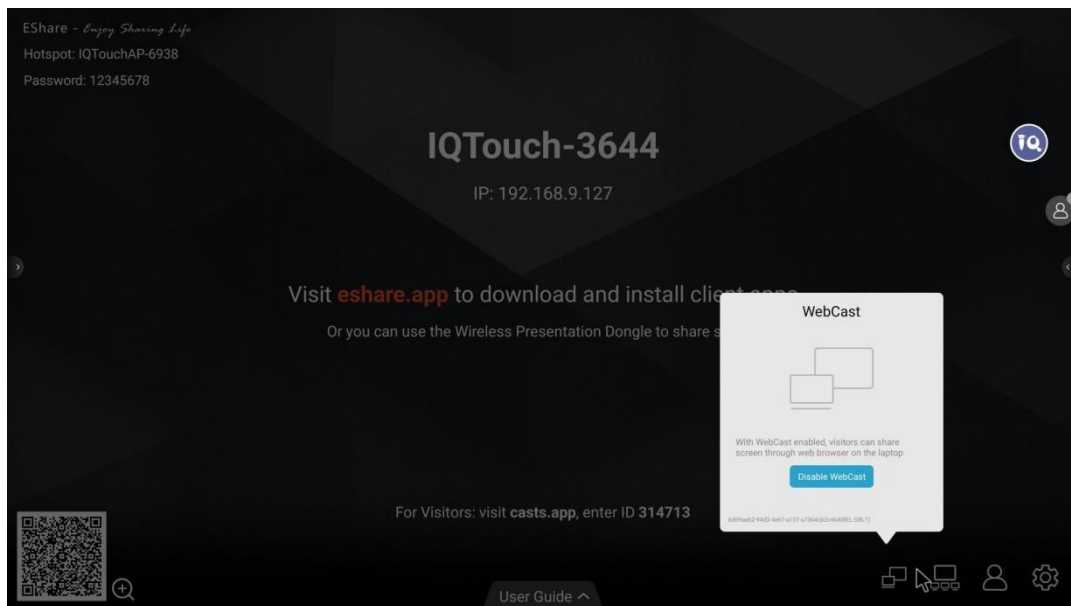 EShare - Enjoy Sharing Life
Hotspot: IQTouchAP-6938
Password: 12345678
IQTouch-3644
IP: 192.168.9.127
IQ
Visit eshare.app to download and install client apps
Or you can use the Wireless Presentation Dongle to share s
WebCast
With WebCast enabled, visitors can share
screen through web browser on the laptop
Disable WebCast
For Visitors: visit casts.app, enter ID 314713
User Guide